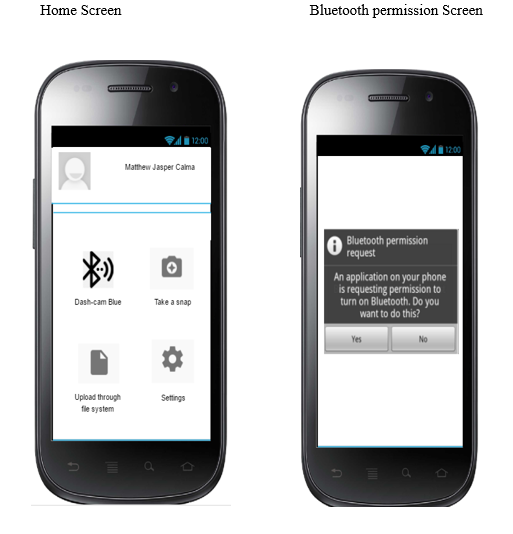 Home Screen
Bluetooth permission Screen
12:00
Matthew Jasper Calma
Dash-cam Blue
Take a snap
Upload through
file system
Settings
12:00
Bluetooth permission
request
An application on your phone
is requesting permission to
turn on Bluetooth. Do you
want to do this?
Yes
No